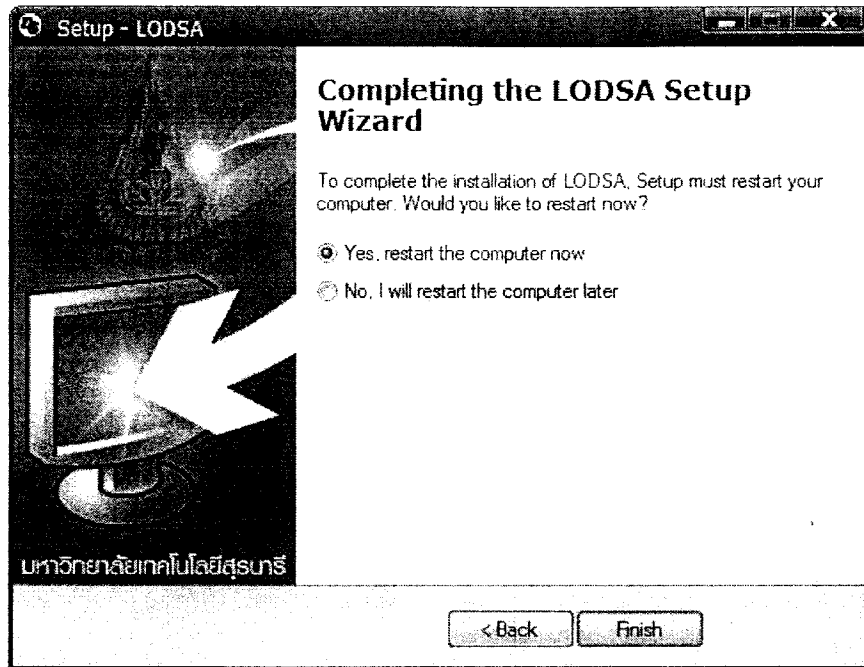 Setup - LODSA
Completing the LODSA Setup
Wizard
To complete the installation of LODSA, Setup must restart your
computer. Would you like to restart now?
Yes, restart the computer now
No, I will restart the computer later
มหาวิทยาลัยเทคโนโลยีสุรนารี
< Back
Finish